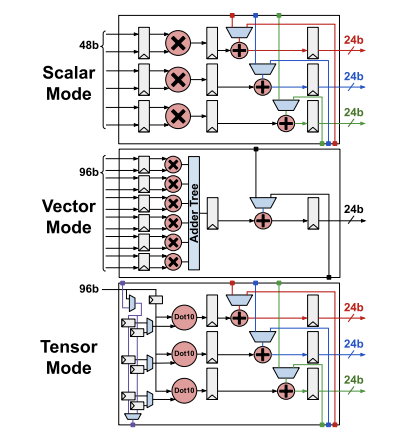 48b
Scalar
Mode
24b
24b
24b
96b
Vector
Mode
Adder Tree
24b
96b
Tensor
Mode
Dot10
Dot10
Dot10
24b
24b
24b